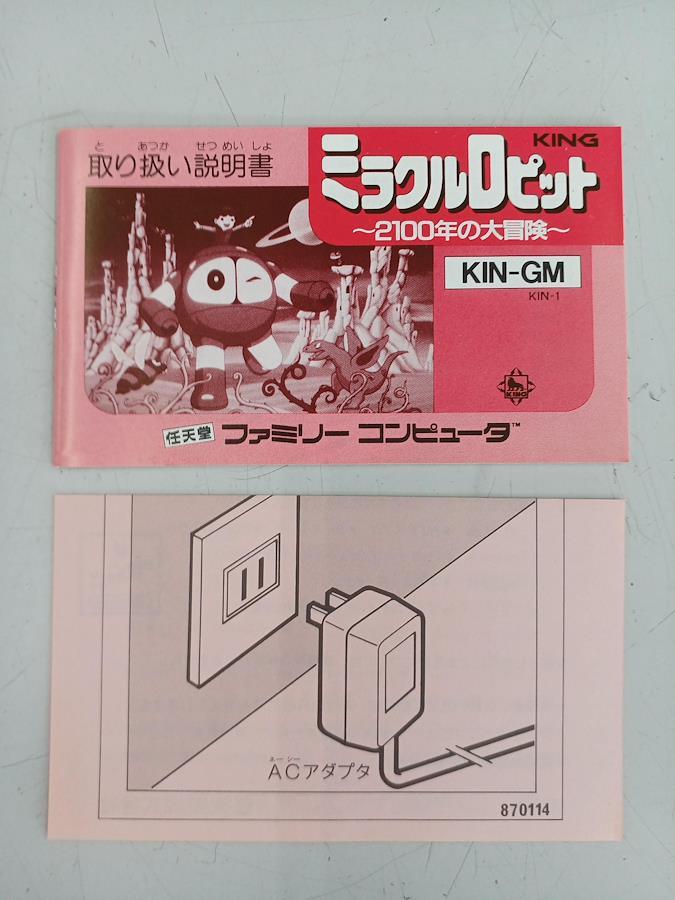 と あつか せつ めい しょ
取り扱い説明書
KING
ミラクルロピット
〜2100年の大冒険〜
KIN-GM
KIN-1
KING
任天堂 ファミリー コンピュータ™
エーシー
ACアダプタ
870114